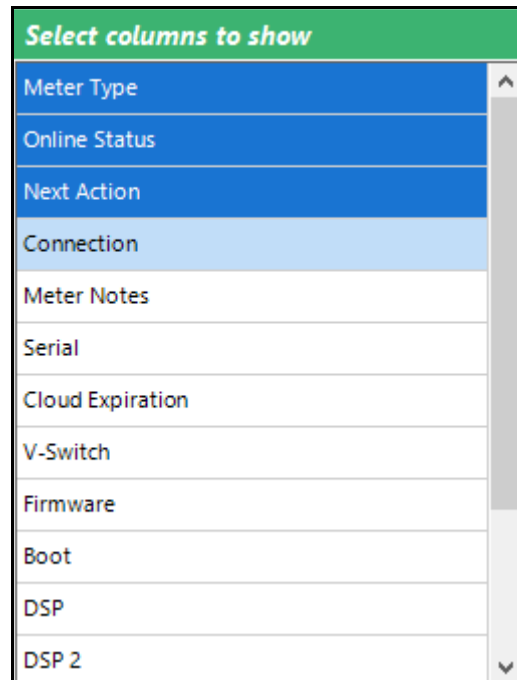 Select columns to show
Meter Type
Online Status
Next Action
Connection
Meter Notes
Serial
Cloud Expiration
V-Switch
Firmware
Boot
DSP
DSP 2